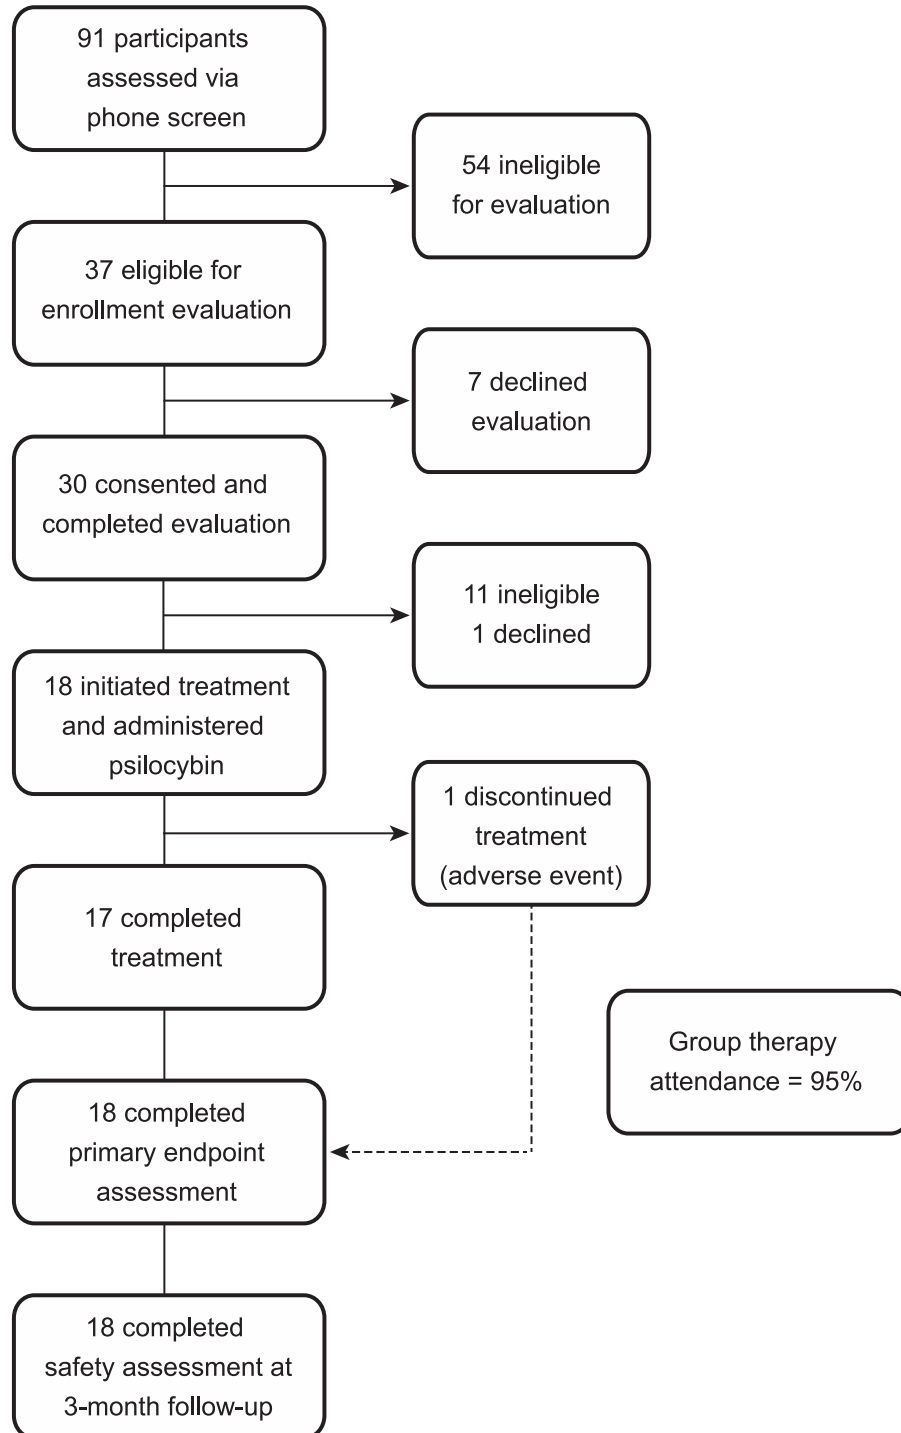 91 participants
assessed via
phone screen
54 ineligible
for evaluation
37 eligible for
enrollment evaluation
7 declined
evaluation
30 consented and
completed evaluation
11 ineligible
1 declined
18 initiated treatment
and administered
psilocybin
1 discontinued
treatment
(adverse event)
17 completed
treatment
Group therapy
attendance = 95%
18 completed
primary endpoint
assessment
18 completed
safety assessment at
3-month follow-up